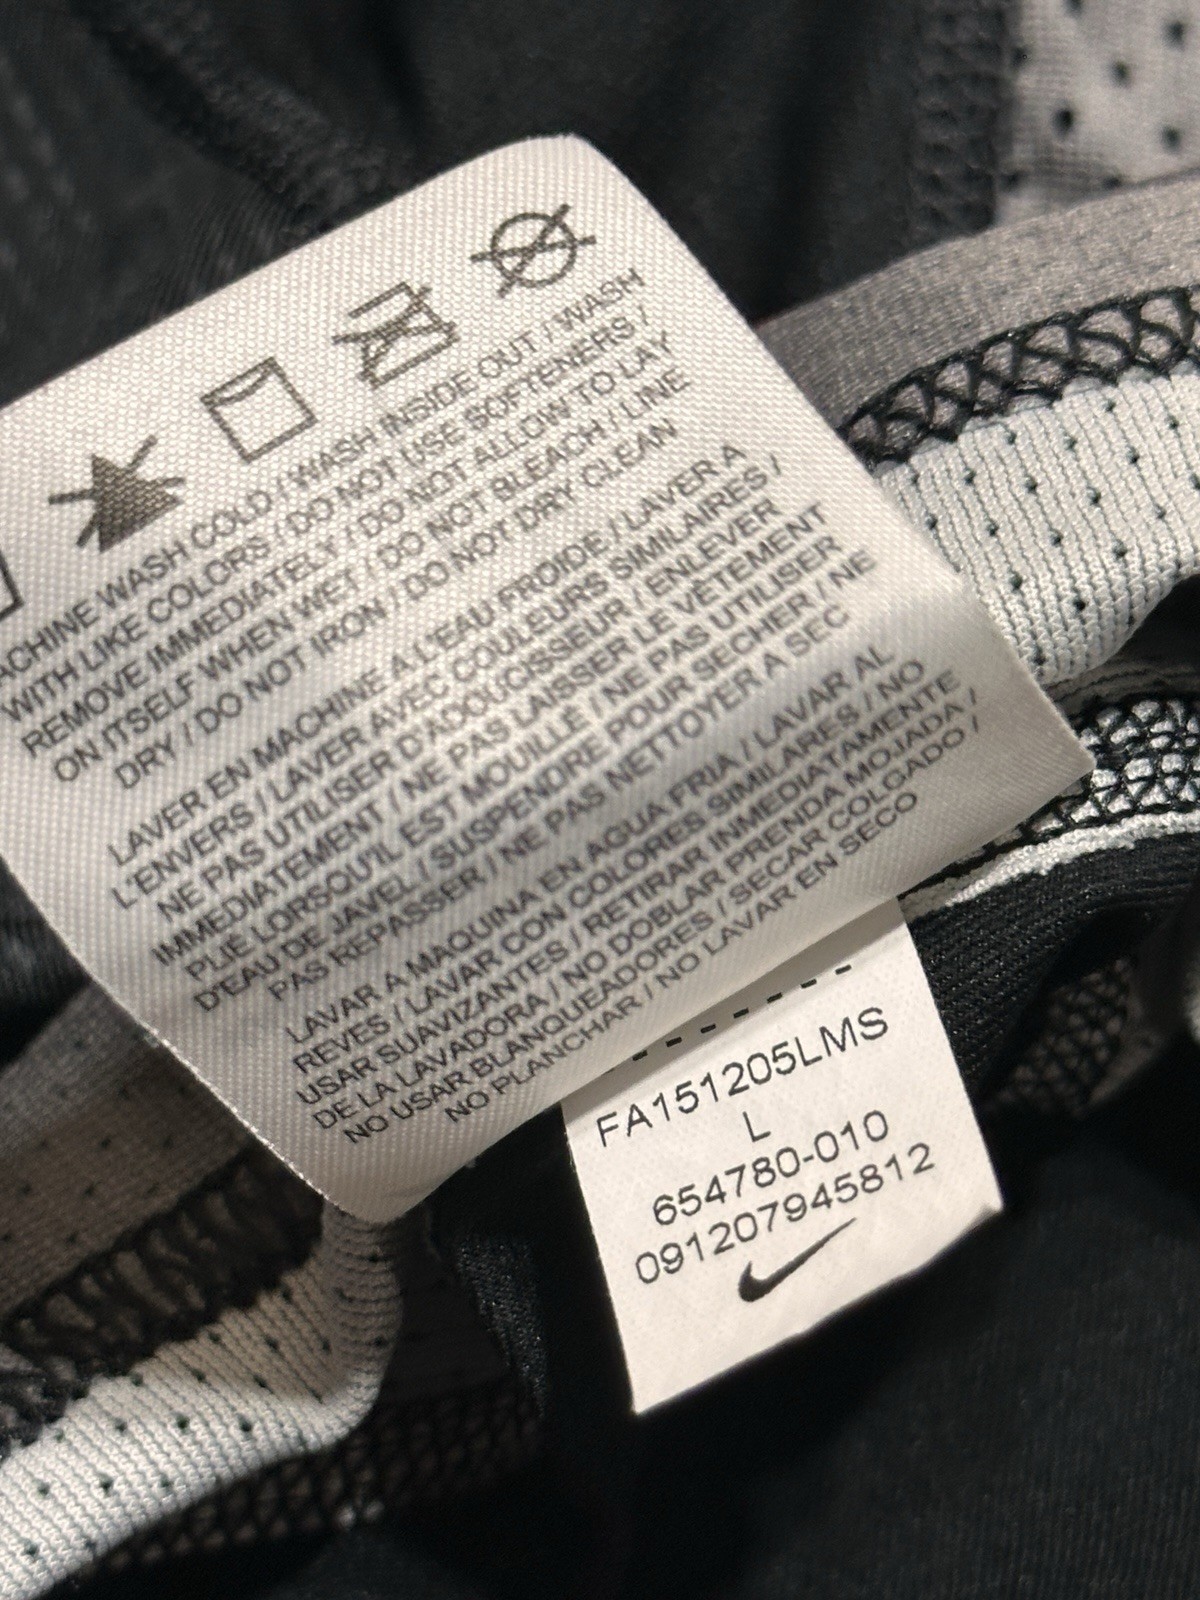 ACHINE WASH COLD / WASH INSIDE OUT / WASH
WITH LIKE COLORS / DO NOT USE SOFTENERS /
REMOVE IMMEDIATELY / DO NOT ALLOW TO LAY
ON ITSELF WHEN WET / DO NOT BLEACH / LINE
DRY / DO NOT IRON / DO NOT DRY CLEAN
LAVER EN MACHINE A L'EAU FROIDE / LAVER A
L'ENVERS / LAVER AVEC COULEURS SIMILAIRES /
NE PAS UTILISER D'ADOUCISSEUR / ENLEVER
IMMEDIATEMENT / NE PAS LAISSER LE VÊTEMENT
PLIE LORSQU'IL EST MOUILLÉ / NE PAS UTILISER
D'EAU DE JAVEL / SUSPENDRE POUR SECHER / NE
PAS REPASSER / NE PAS NETTOYER A SEC
LAVAR A MAQUINA EN AGUA FRIA / LAVAR AL
REVES / LAVAR CON COLORES SIMILARES / NO
USAR SUAVIZANTES / RETIRAR INMEDIATAMENTE
DE LA LAVADORA / NO DOBLAR PRENDA MOJADA /
NO USAR BLANQUEADORES / SECAR COLGADO /
NO PLANCHAR / NO LAVAR EN SECO
FA151205LMS
L
654780-010
091207945812